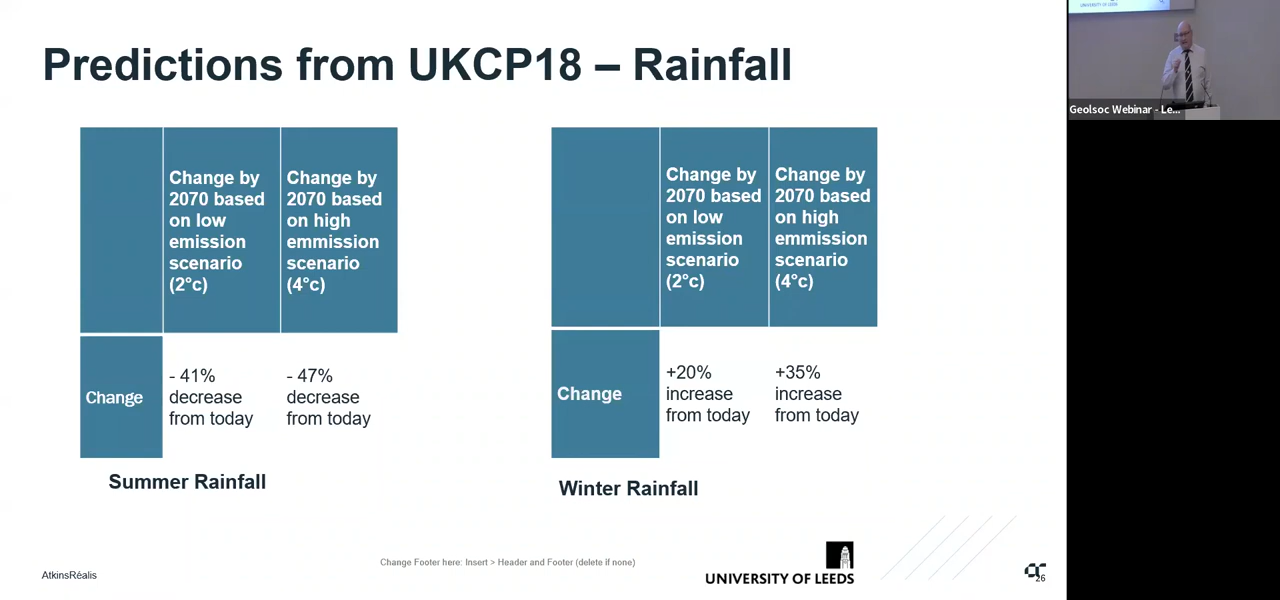 UNIVERSITY OF LEEDS
Geolsoc Webinar - Le...
Predictions from UKCP18 – Rainfall
Change by
2070 based
on low
emission
scenario
(2°c)
Change by
2070 based
on high
emmission
scenario
(4°c)
Change
- 41%
decrease
from today
- 47%
decrease
from today
Summer Rainfall
Change by
2070 based
on low
emission
scenario
(2°c)
Change by
2070 based
on high
emmission
scenario
(4°c)
Change
+20%
increase
from today
+35%
increase
from today
Winter Rainfall
Change Footer here: Insert > Header and Footer (delete if none)
AtkinsRéalis
UNIVERSITY OF LEEDS
26